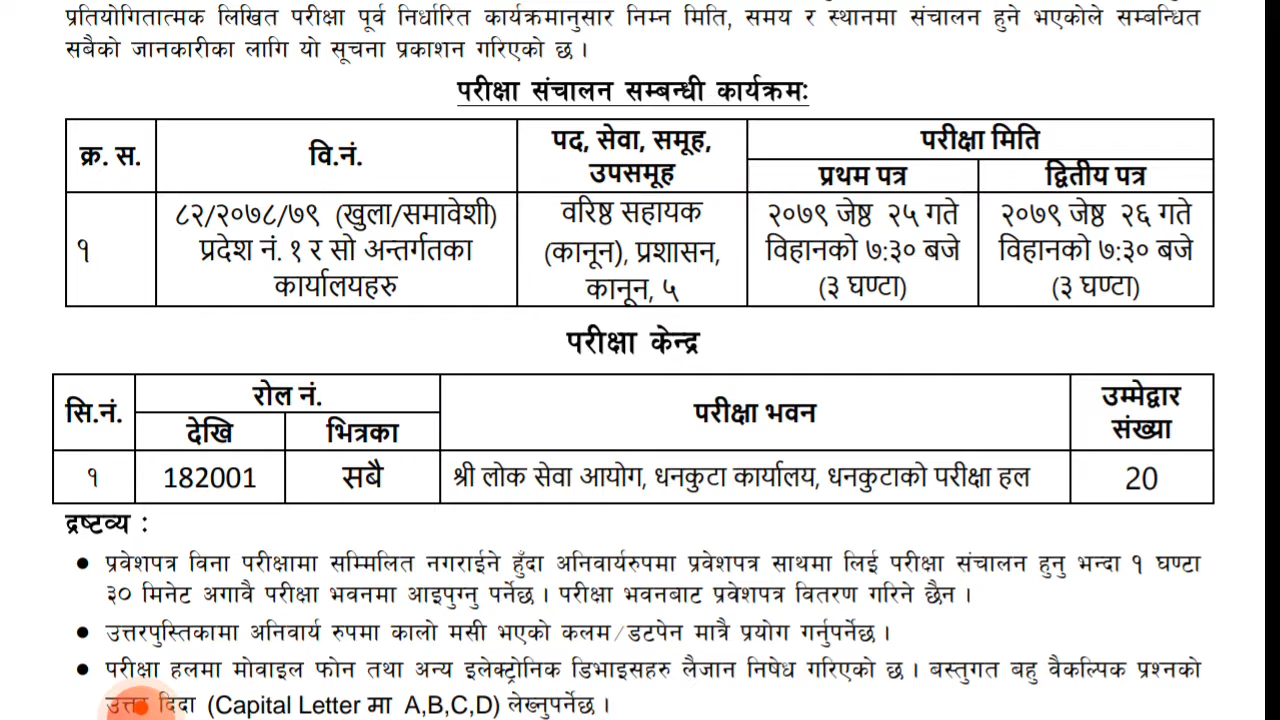 प्रतियोगितात्मक लिखित परीक्षा पूर्व निर्धारित कार्यक्रमानुसार निम्न मिति, समय र स्थानमा संचालन हुने भएकोले सम्बन्धित
सबैको जानकारीका लागि यो सूचना प्रकाशन गरिएको छ ।
परीक्षा संचालन सम्बन्धी कार्यक्रमः
क्र. स. वि.नं. पद, सेवा, समूह, उपसमूह परीक्षा मिति
प्रथम पत्र द्वितीय पत्र
१ ८२/२०७८/७९ (खुला/समावेशी) वरिष्ठ सहायक २०७९ जेष्ठ २५ गते २०७९ जेष्ठ २६ गते
प्रदेश नं. १ र सो अन्तर्गतका (कानून), प्रशासन, विहानको ७:३० बजे विहानको ७:३० बजे
कार्यालयहरु कानून, ५ (३ घण्टा) (३ घण्टा)
परीक्षा केन्द्र
सि.नं. रोल नं. परीक्षा भवन उम्मेद्वार संख्या
देखि भित्रका
१ 182001 सबै श्री लोक सेवा आयोग, धनकुटा कार्यालय, धनकुटाको परीक्षा हल 20
द्रष्टव्य :
● प्रवेशपत्र विना परीक्षामा सम्मिलित नगराईने हुँदा अनिवार्यरुपमा प्रवेशपत्र साथमा लिई परीक्षा संचालन हुनु भन्दा १ घण्टा
३० मिनेट अगावै परीक्षा भवनमा आइपुग्नु पर्नेछ । परीक्षा भवनबाट प्रवेशपत्र वितरण गरिने छैन ।
● उत्तरपुस्तिकामा अनिवार्य रुपमा कालो मसी भएको कलम/डटपेन मात्रै प्रयोग गर्नुपर्नेछ ।
● परीक्षा हलमा मोवाइल फोन तथा अन्य इलेक्ट्रोनिक डिभाइसहरु लैजान निषेध गरिएको छ । बस्तुगत बहु वैकल्पिक प्रश्नको
उत्तर दिदा (Capital Letter मा A,B,C,D) लेख्नुपर्नेछ ।